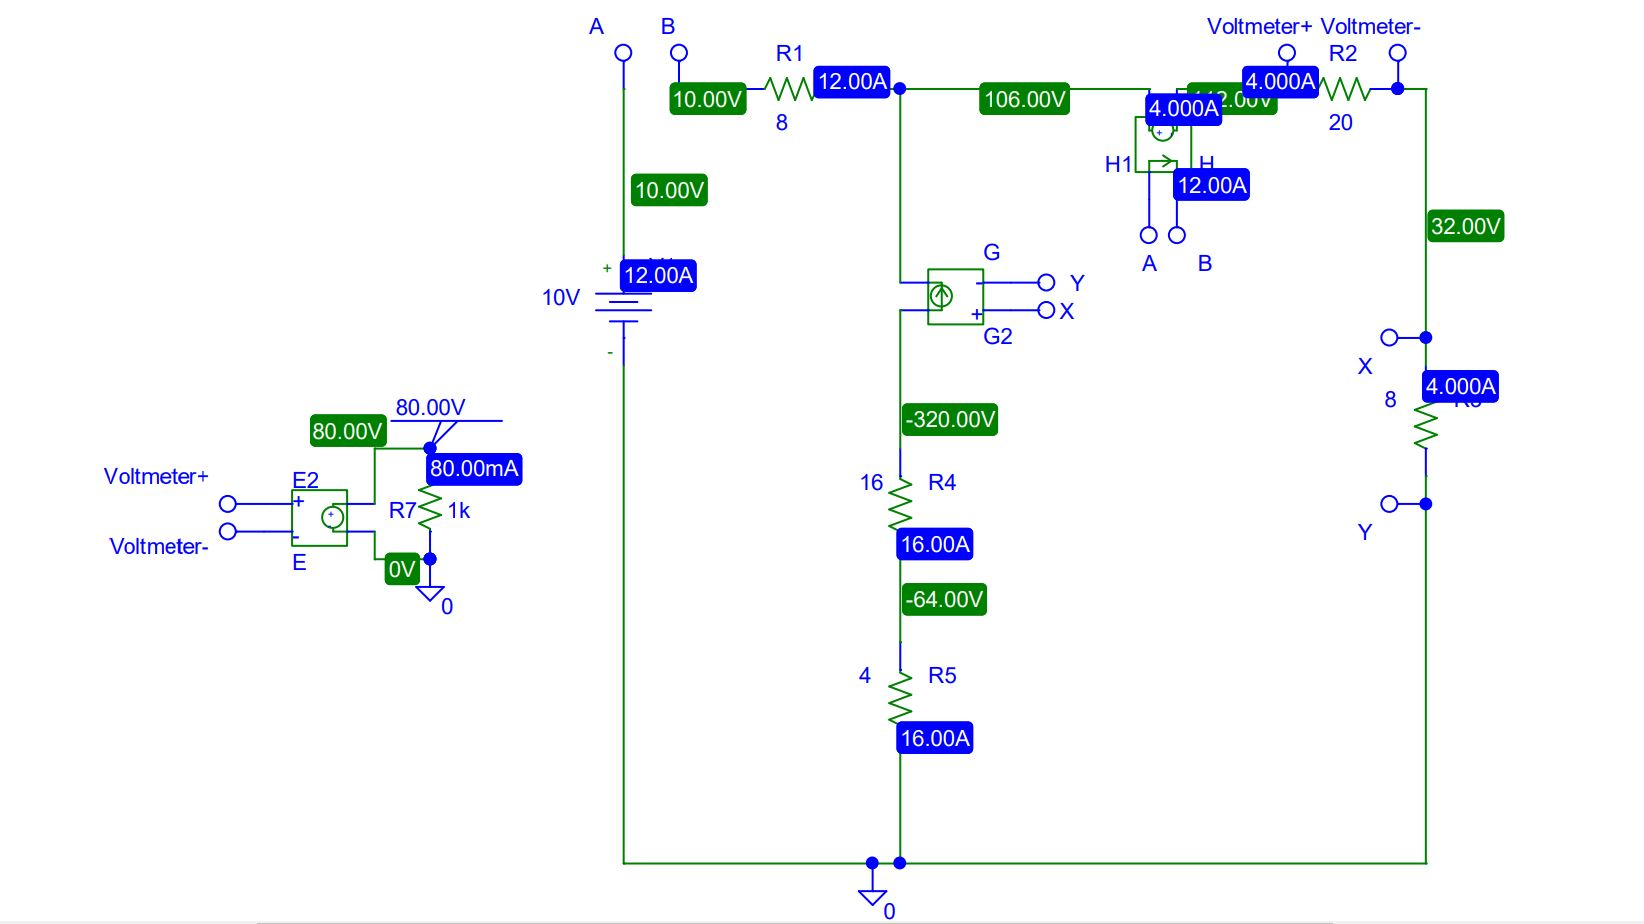 A
B
Voltmeter+ Voltmeter-
R1
R2
12.00A
4.000A
10.00V
106.00V
4.000A
8
20
H1
H
12.00A
10.00V
32.00V
A
B
G
+
12.00A
10V
-
Y
+
X
G2
-
X
4.000A
8
80.00V
80.00V
-320.00V
80.00mA
Voltmeter+
E2
+
R7
1k
16
R4
Voltmeter-
-
E
Y
16.00A
0V
0
-64.00V
4
R5
16.00A
0